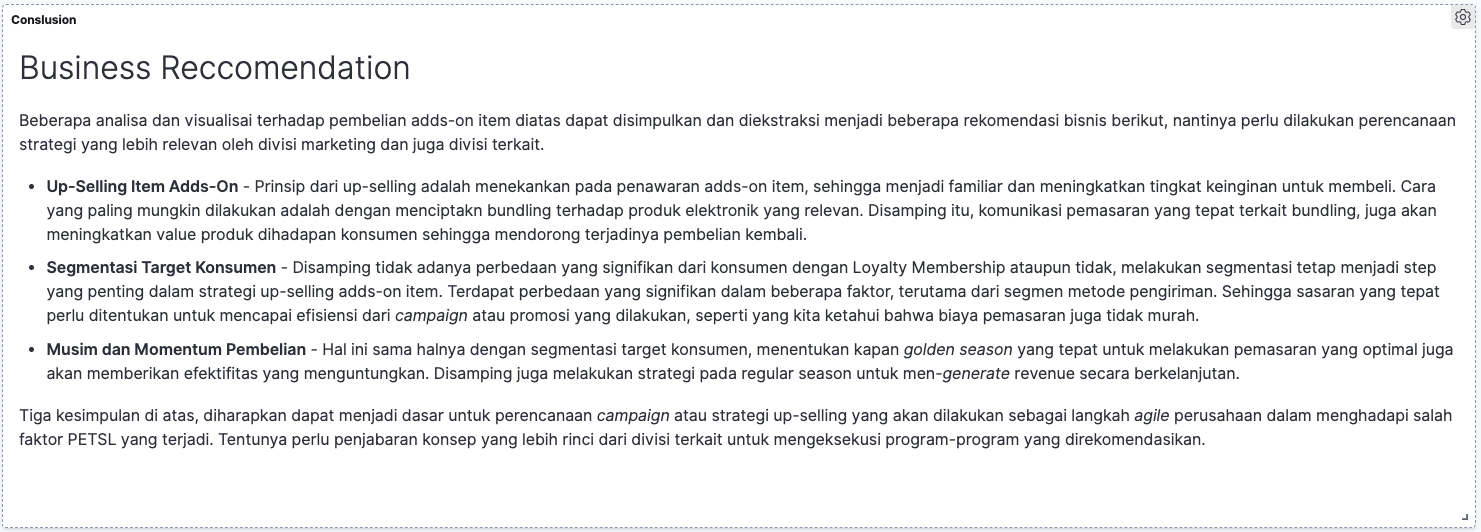 Conslusion
Business Reccomendation
Beberapa analisa dan visualisai terhadap pembelian adds-on item diatas dapat disimpulkan dan diekstraksi menjadi beberapa rekomendasi bisnis berikut, nantinya perlu dilakukan perencanaan
strategi yang lebih relevan oleh divisi marketing dan juga divisi terkait.
• Up-Selling Item Adds-On - Prinsip dari up-selling adalah menekankan pada penawaran adds-on item, sehingga menjadi familiar dan meningkatkan tingkat keinginan untuk membeli. Cara
yang paling mungkin dilakukan adalah dengan menciptakn bundling terhadap produk elektronik yang relevan. Disamping itu, komunikasi pemasaran yang tepat terkait bundling, juga akan
meningkatkan value produk dihadapan konsumen sehingga mendorong terjadinya pembelian kembali.
• Segmentasi Target Konsumen - Disamping tidak adanya perbedaan yang signifikan dari konsumen dengan Loyalty Membership ataupun tidak, melakukan segmentasi tetap menjadi step
yang penting dalam strategi up-selling adds-on item. Terdapat perbedaan yang signifikan dalam beberapa faktor, terutama dari segmen metode pengiriman. Sehingga sasaran yang tepat
perlu ditentukan untuk mencapai efisiensi dari campaign atau promosi yang dilakukan, seperti yang kita ketahui bahwa biaya pemasaran juga tidak murah.
• Musim dan Momentum Pembelian - Hal ini sama halnya dengan segmentasi target konsumen, menentukan kapan golden season yang tepat untuk melakukan pemasaran yang optimal juga
akan memberikan efektifitas yang menguntungkan. Disamping juga melakukan strategi pada regular season untuk men-generate revenue secara berkelanjutan.
Tiga kesimpulan di atas, diharapkan dapat menjadi dasar untuk perencanaan campaign atau strategi up-selling yang akan dilakukan sebagai langkah agile perusahaan dalam menghadapi salah
faktor PETSL yang terjadi. Tentunya perlu penjabaran konsep yang lebih rinci dari divisi terkait untuk mengeksekusi program-program yang direkomendasikan.